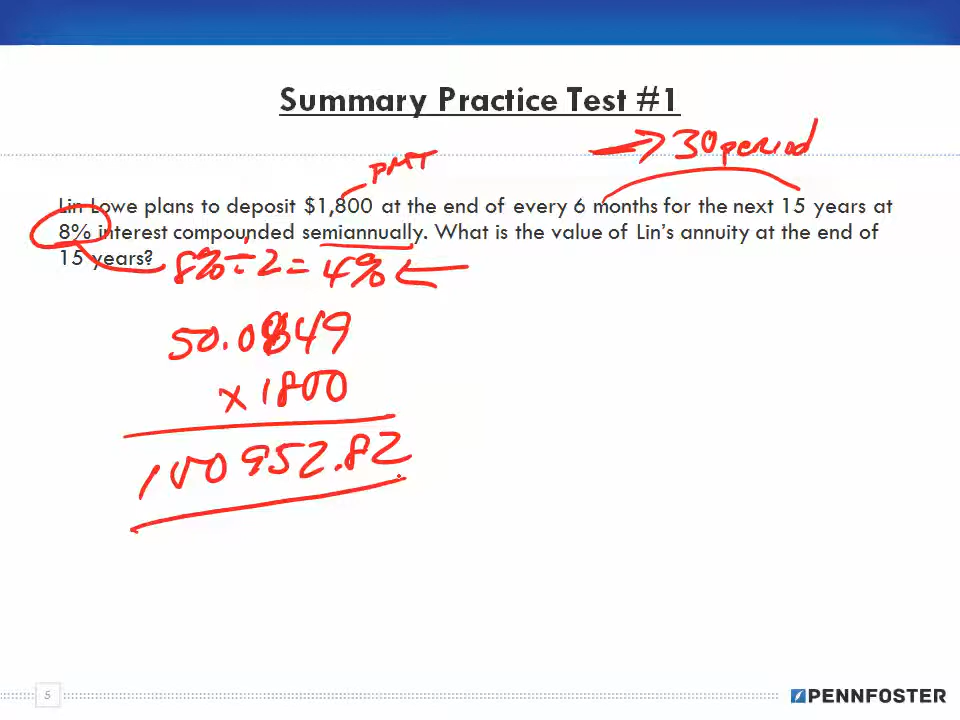 Summary Practice Test #1
→ 30 period
PMT
Lin Lowe plans to deposit $1,800 at the end of every 6 months for the next 15 years at
8% interest compounded semiannually. What is the value of Lin's annuity at the end of
15 years?
8% ÷ 2 = 4% ←
50.0849
x 1800
100952.82
5
PENNFOSTER